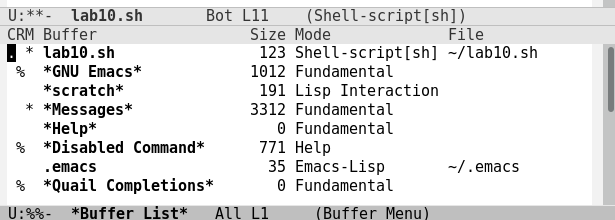 U:**-  lab10.sh       Bot L11    (Shell-script[sh])
CRM Buffer                 Size Mode             File
. * lab10.sh                123 Shell-script[sh] ~/lab10.sh
 %  *GNU Emacs*            1012 Fundamental
    *scratch*               191 Lisp Interaction
  * *Messages*             3312 Fundamental
    *Help*                    0 Fundamental
 %  *Disabled Command*      771 Help
    .emacs                   35 Emacs-Lisp       ~/.emacs
 %  *Quail Completions*       0 Fundamental
U:%%-  *Buffer List*   All L1     (Buffer Menu)